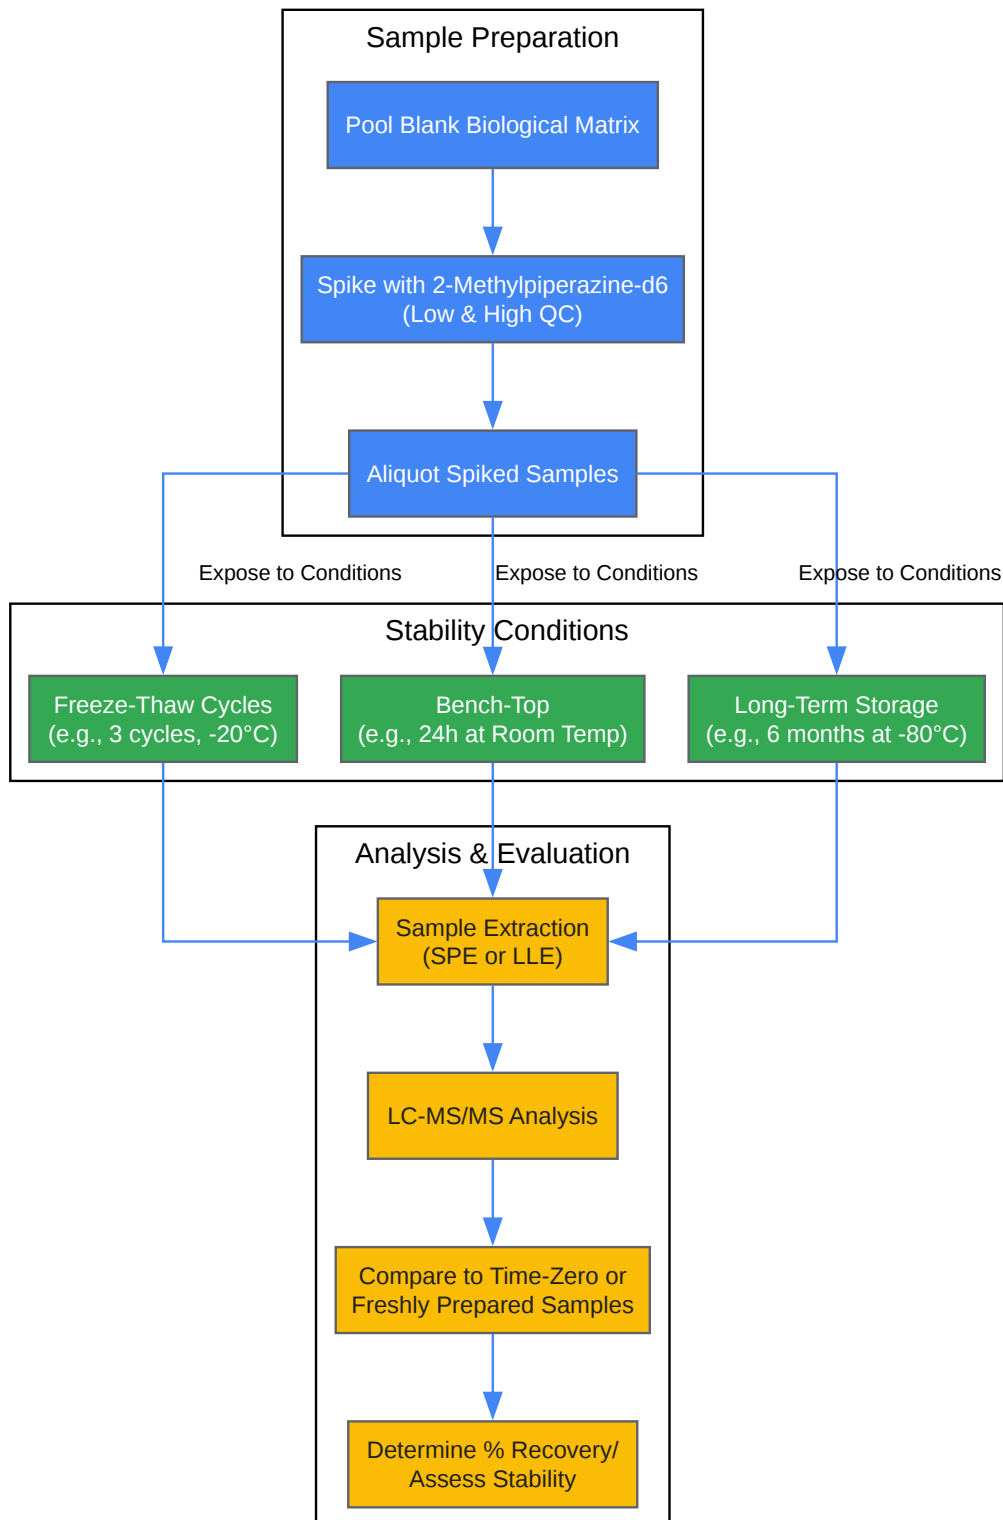 Sample Preparation
Pool Blank Biological Matrix
Spike with 2-Methylpiperazine-d6
(Low & High QC)
Aliquot Spiked Samples
Expose to Conditions
Expose to Conditions
Expose to Conditions
Stability Conditions
Freeze-Thaw Cycles
(e.g., 3 cycles, -20°C)
Bench-Top
(e.g., 24h at Room Temp)
Long-Term Storage
(e.g., 6 months at -80°C)
Analysis & Evaluation
Sample Extraction
(SPE or LLE)
LC-MS/MS Analysis
Compare to Time-Zero or
Freshly Prepared Samples
Determine % Recovery/
Assess Stability